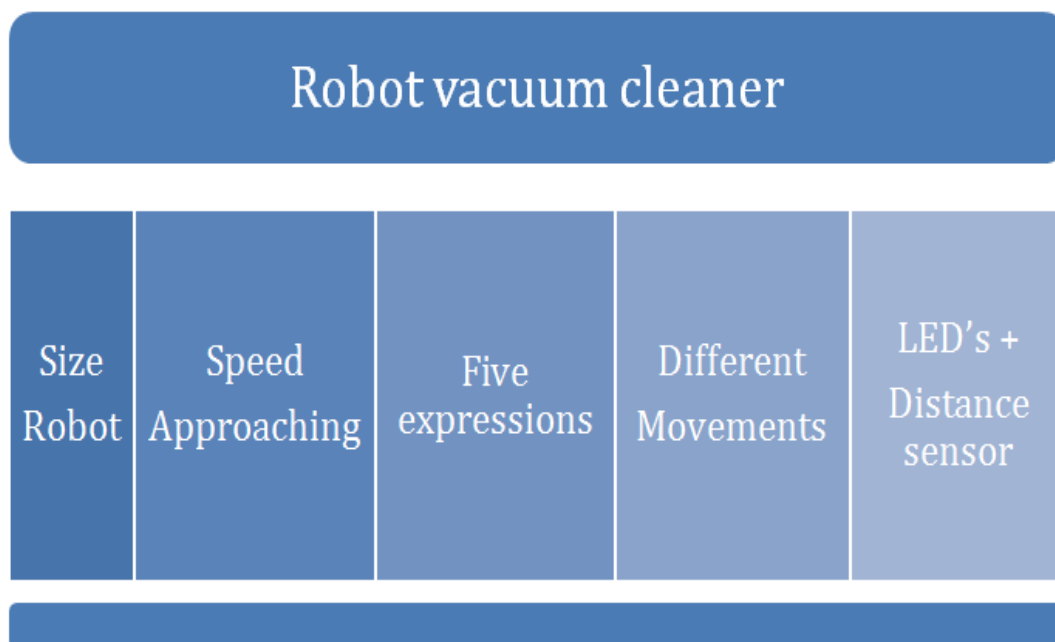 Robot vacuum cleaner
Size
Robot
Speed
Approaching
Five
expressions
Different
Movements
LED’s +
Distance
sensor